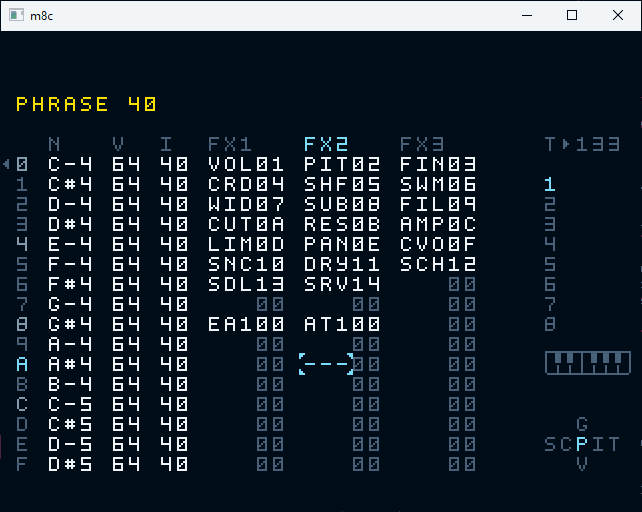 m8c
PHRASE 40
N V I FX1 FX2 FX3 T 133
0 C-4 64 40 VOL01 PIT02 FIN03
1 C#4 64 40 CRD04 SHF05 SWM06 1
2 D-4 64 40 WID07 SUB08 FIL09 2
3 D#4 64 40 CUT0A RES0B AMP0C 3
4 E-4 64 40 LIM0D PAN0E CVO0F 4
5 F-4 64 40 SNC10 DRY11 SCH12 5
6 F#4 64 40 SDL13 SRV14 00 6
7 G-4 64 40 00 00 00 7
8 G#4 64 40 EA100 AT100 00 8
9 A-4 64 40 00 00 00
A A#4 64 40 00 ---00 00
B B-4 64 40 00 00 00
C C-5 64 40 00 00 00
D C#5 64 40 00 00 00 G
E D-5 64 40 00 00 00 SCPIT
F D#5 64 40 00 00 00 V